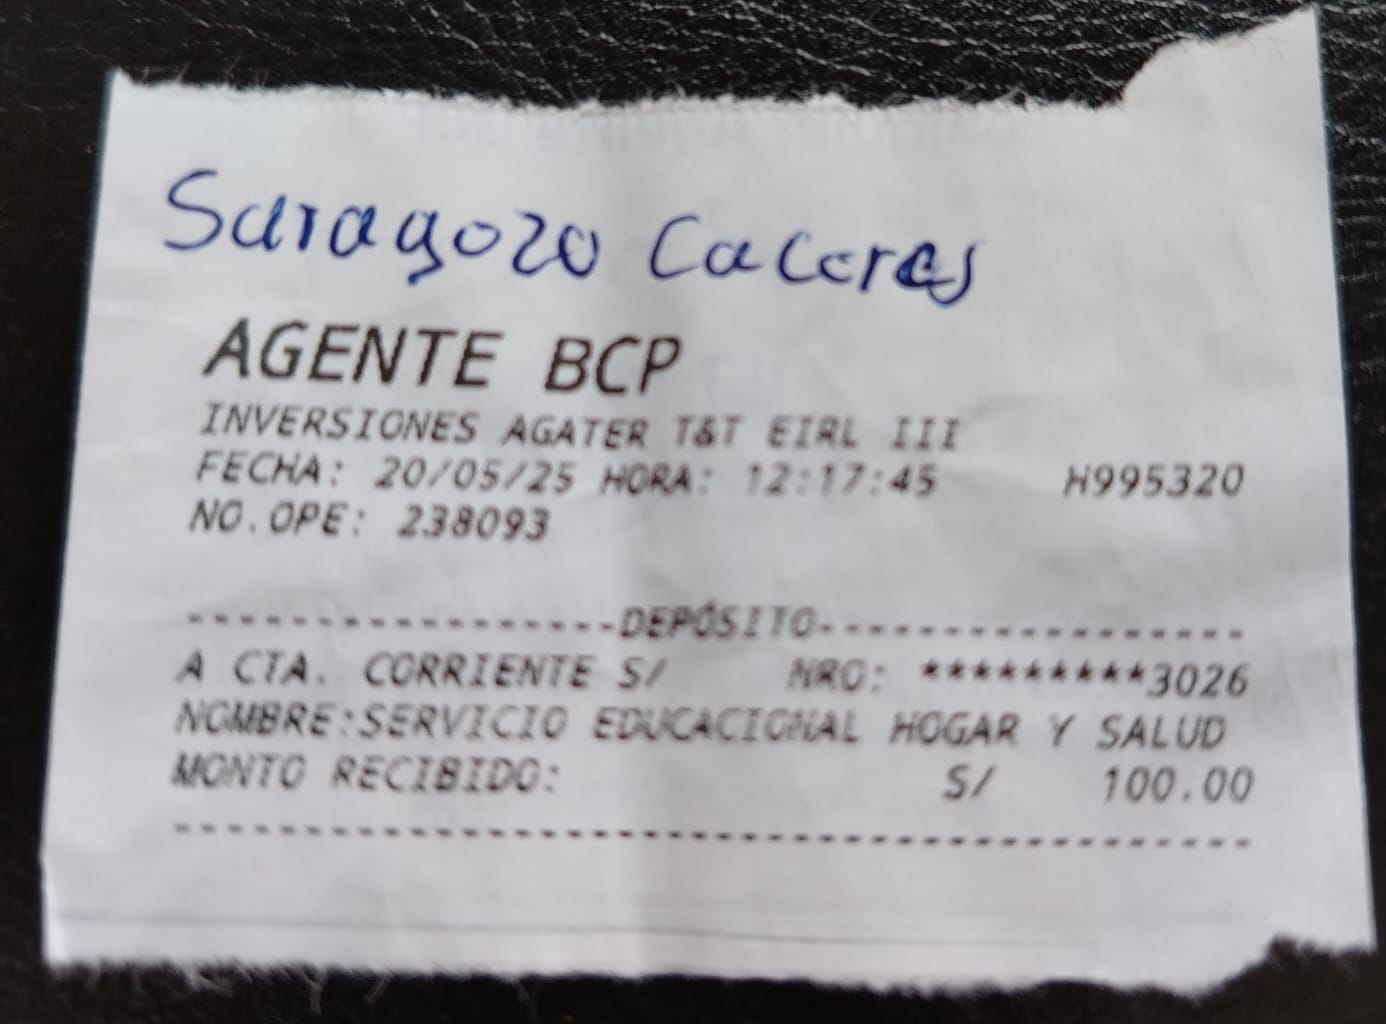 Saragozo Caceres
AGENTE BCP
INVERSIONES AGATER T&T EIRL III
FECHA: 20/05/25 HORA: 12:17:45 H995320
NO.OPE: 238093
-----------------DEPÓSITO-----------------
A CTA. CORRIENTE S/ NRO: *********3026
NOMBRE:SERVICIO EDUCACIONAL HOGAR Y SALUD
MONTO RECIBIDO: S/ 100.00